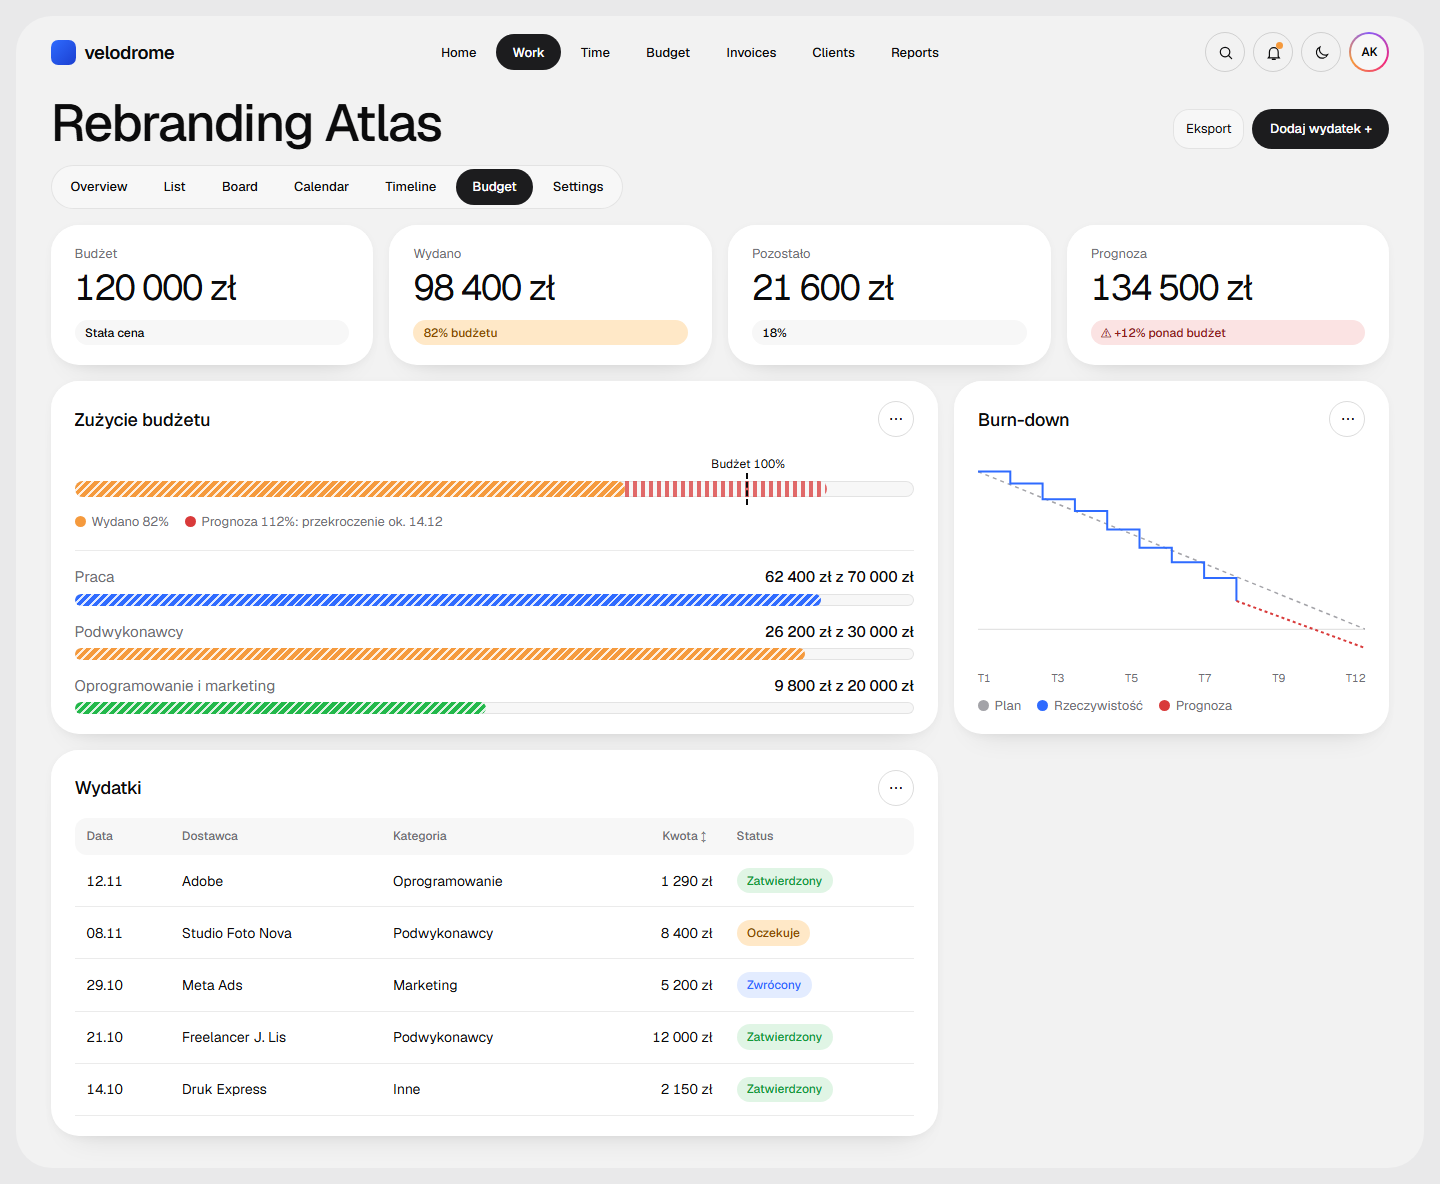 velodrome
Home Work Time Budget Invoices Clients Reports
AK
Rebranding Atlas
Eksport
Dodaj wydatek +
Overview List Board Calendar Timeline Budget Settings
Budżet
120 000 zł
Stała cena
Wydano
98 400 zł
82% budżetu
Pozostało
21 600 zł
18%
Prognoza
134 500 zł
⚠ +12% ponad budżet
Zużycie budżetu
Budżet 100%
Wydano 82% Prognoza 112%: przekroczenie ok. 14.12
Praca 62 400 zł z 70 000 zł
Podwykonawcy 26 200 zł z 30 000 zł
Oprogramowanie i marketing 9 800 zł z 20 000 zł
Burn-down
T1 T3 T5 T7 T9 T12
Plan Rzeczywistość Prognoza
Wydatki
Data Dostawca Kategoria Kwota ↕ Status
12.11 Adobe Oprogramowanie 1 290 zł Zatwierdzony
08.11 Studio Foto Nova Podwykonawcy 8 400 zł Oczekuje
29.10 Meta Ads Marketing 5 200 zł Zwrócony
21.10 Freelancer J. Lis Podwykonawcy 12 000 zł Zatwierdzony
14.10 Druk Express Inne 2 150 zł Zatwierdzony